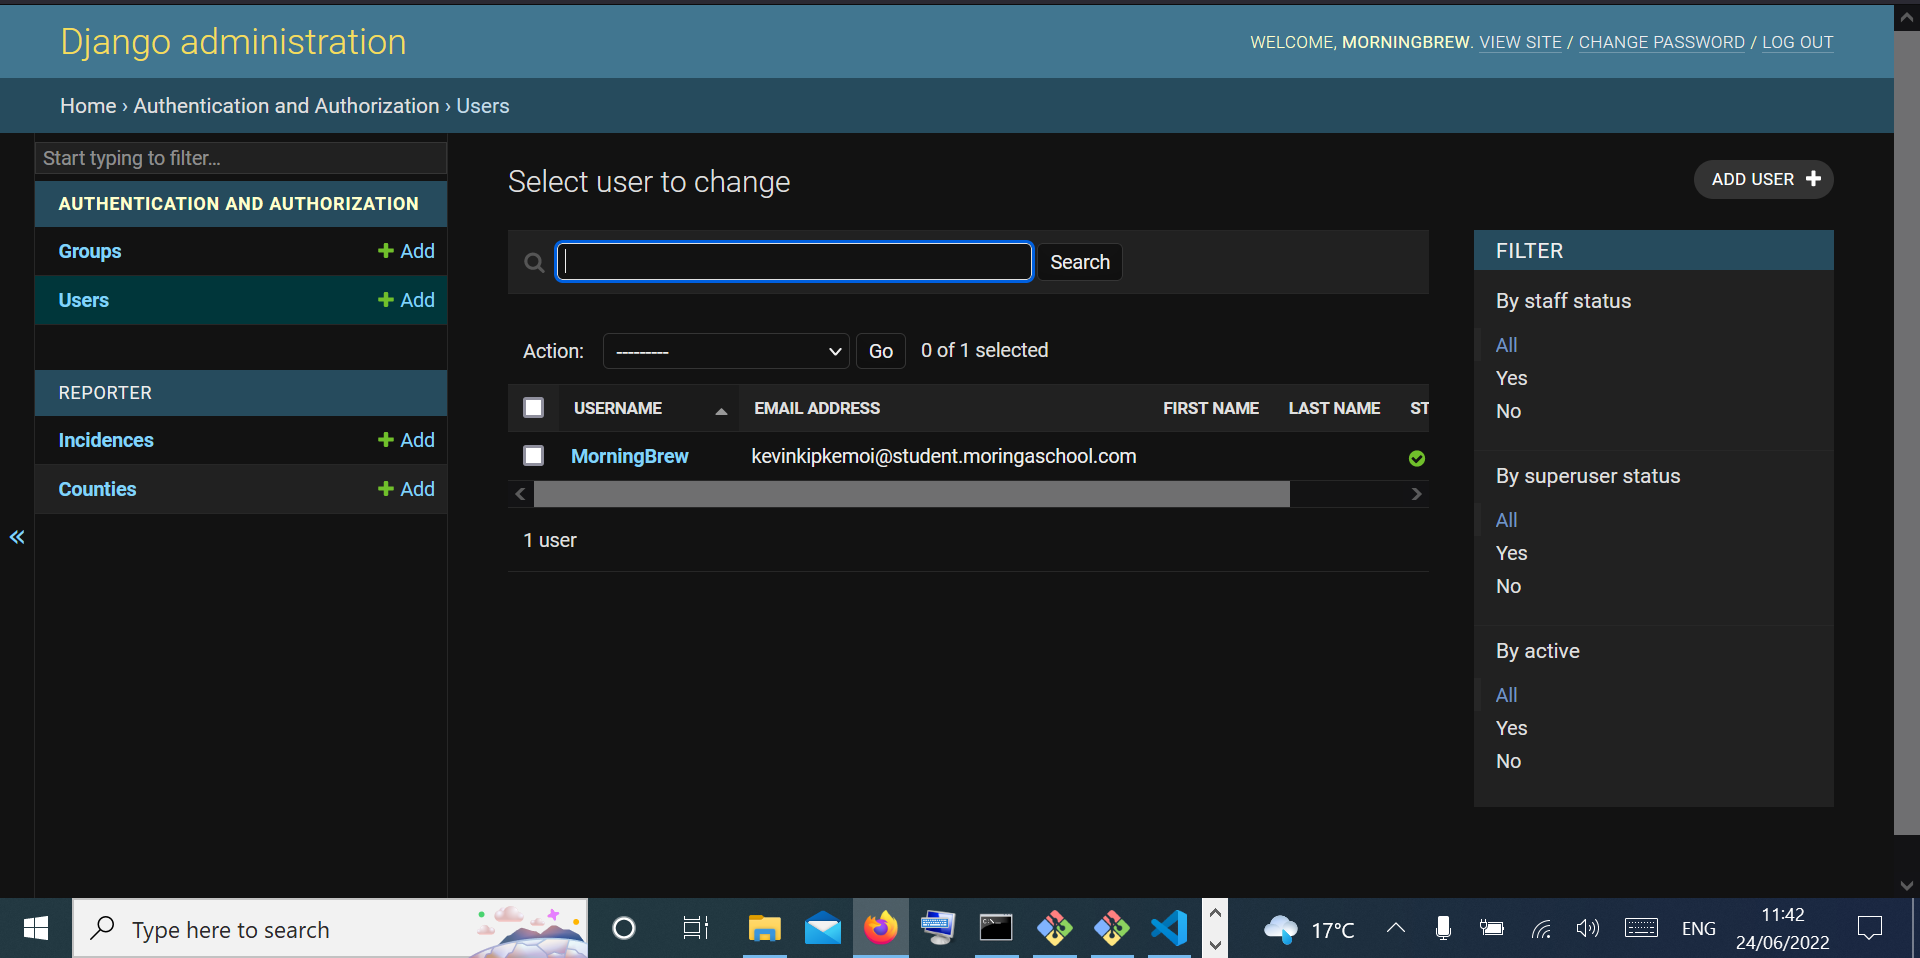 Django administration
WELCOME, MORNINGBREW. VIEW SITE / CHANGE PASSWORD / LOG OUT
Home › Authentication and Authorization › Users
Start typing to filter...
AUTHENTICATION AND AUTHORIZATION
Groups + Add
Users + Add
REPORTER
Incidences + Add
Counties + Add
«
Select user to change
ADD USER +
Search
Action: --------- Go 0 of 1 selected
USERNAME EMAIL ADDRESS FIRST NAME LAST NAME ST
MorningBrew kevinkipkemoi@student.moringaschool.com
1 user
FILTER
By staff status
All
Yes
No
By superuser status
All
Yes
No
By active
All
Yes
No
Type here to search
17°C
ENG
11:42
24/06/2022